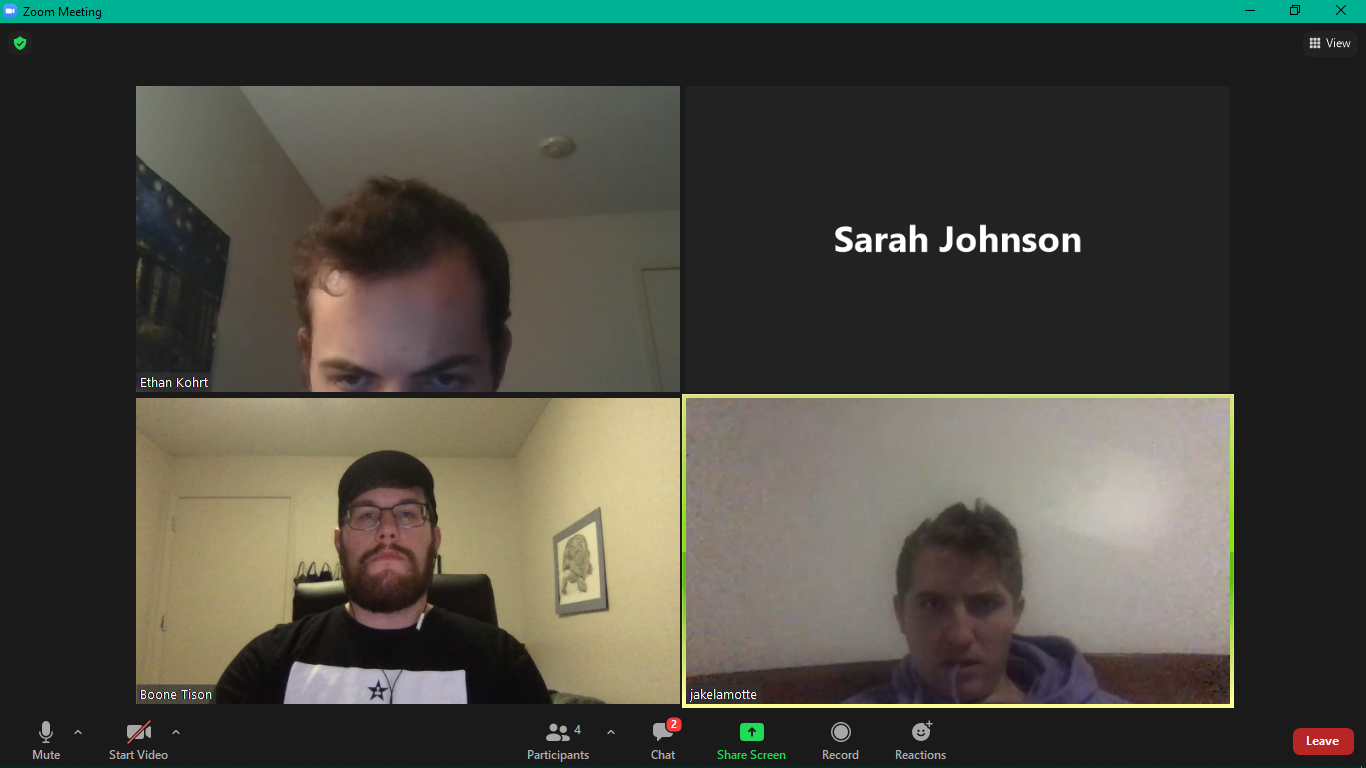 Zoom Meeting
View
Sarah Johnson
Ethan Kohrt
Boone Tison
jakelamotte
Mute
Start Video
4
Participants
2
Chat
Share Screen
Record
Reactions
Leave